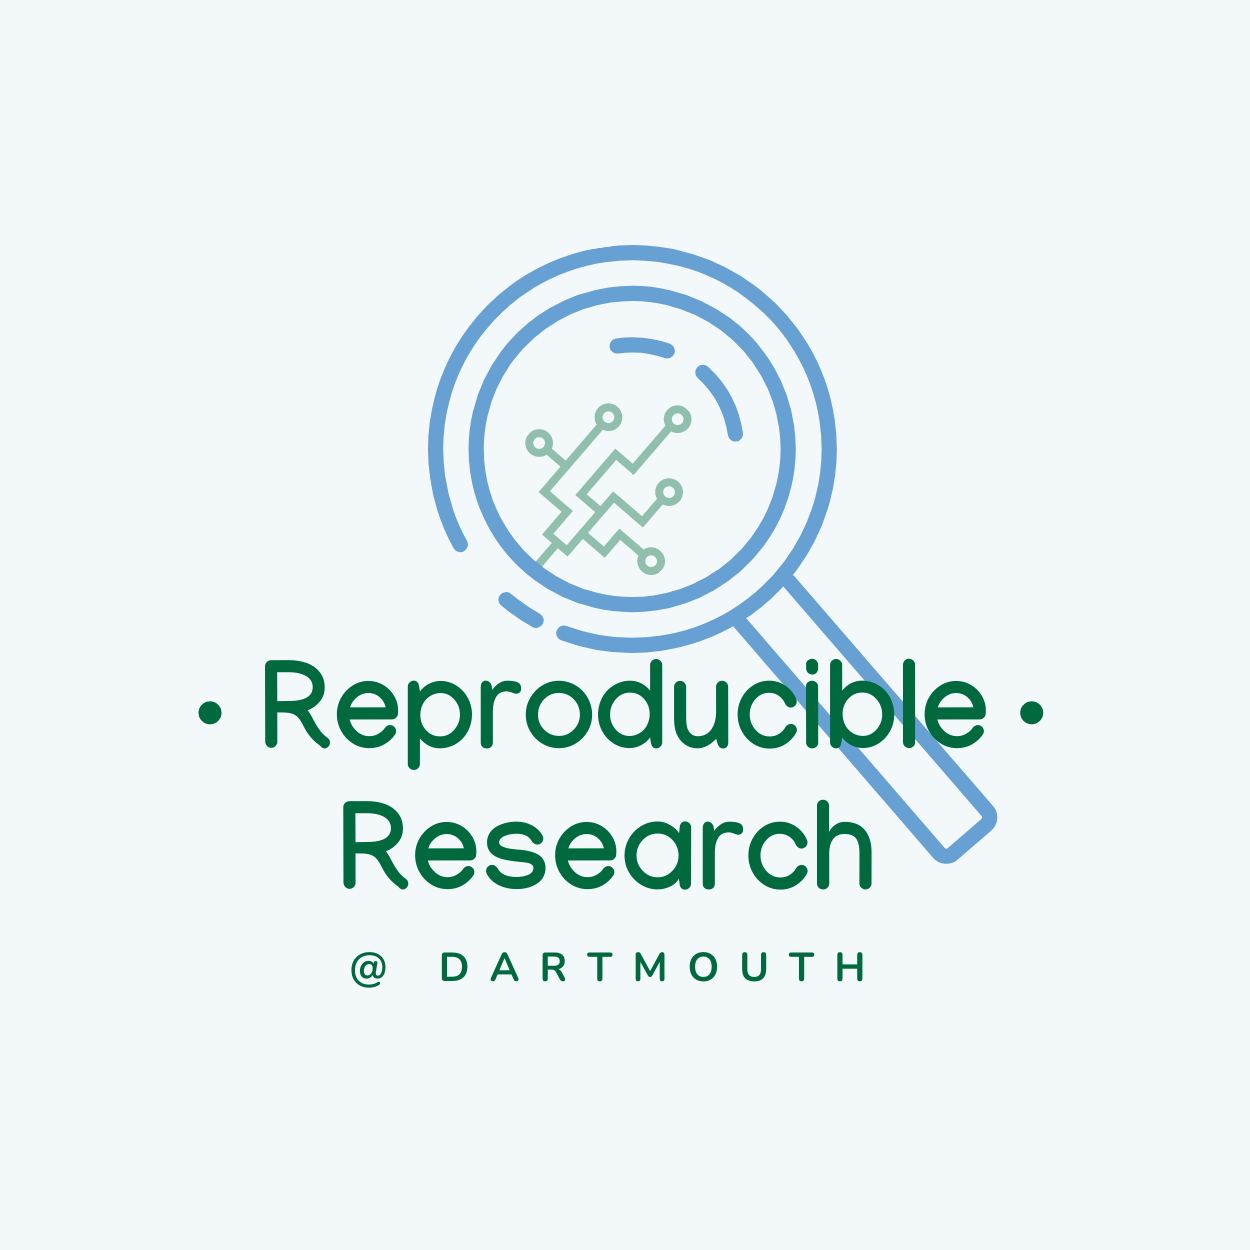 • Reproducible •
Research
@ DARTMOUTH